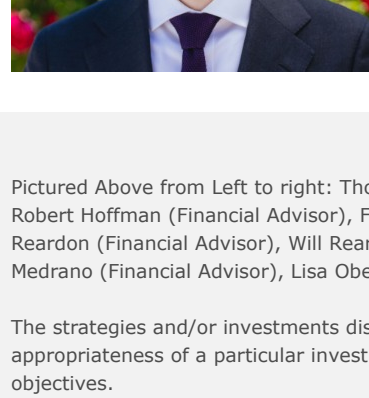 Pictured Above from Left to right:
Robert Hoffman (Financial Advisor),
Reardon (Financial Advisor), Will
Medrano (Financial Advisor), Lisa
The strategies and/or investments
appropriateness of a particular
objectives.